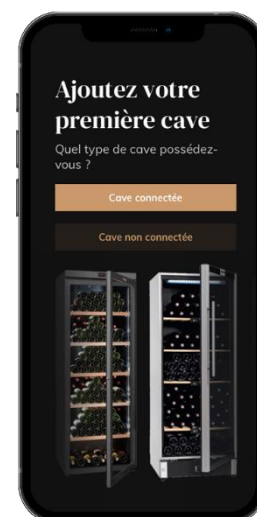 Ajoutez votre
première cave
Quel type de cave possédez-
vous ?
Cave connectée
Cave non connectée